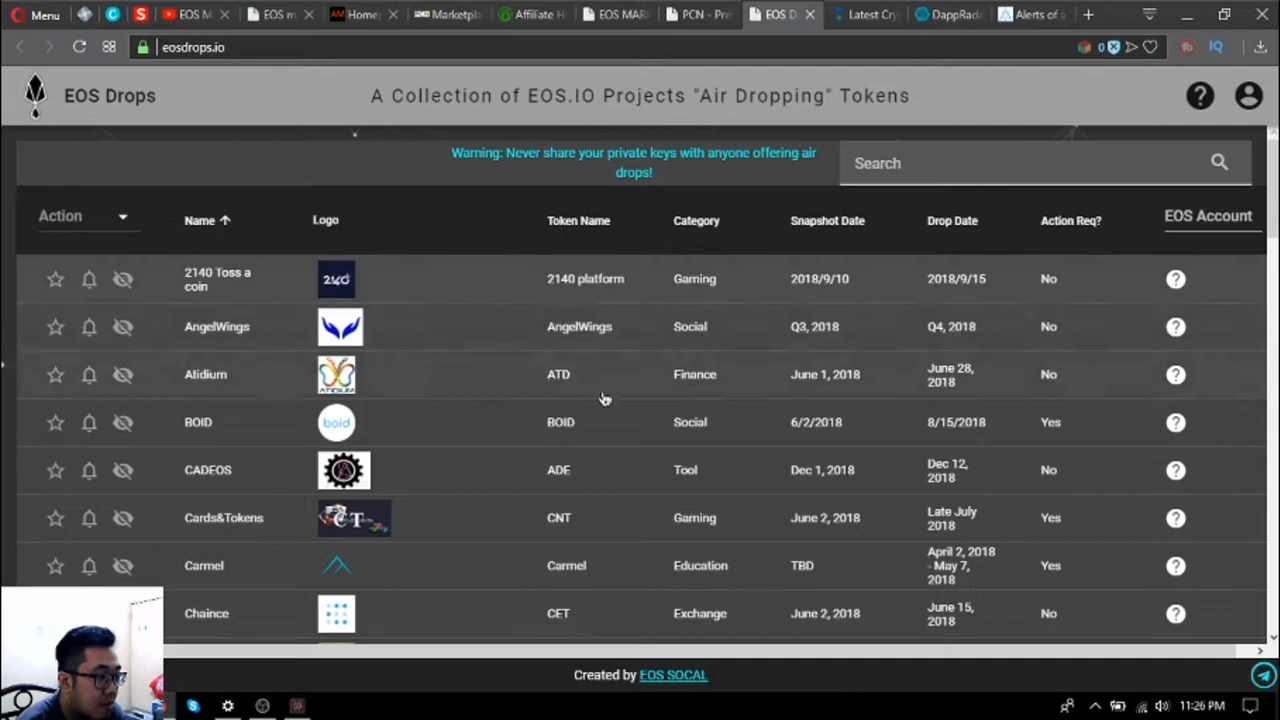 Menu
EOS M
EOS m
Home
Marketpl
Affiliate H
EOS MAR
PCN - Pre
EOS D
Latest Cry
DappRad
Alerts of a
eosdrops.io
0
EOS Drops
A Collection of EOS.IO Projects "Air Dropping" Tokens
Warning: Never share your private keys with anyone offering air
drops!
Search
Action
Name
Logo
Token Name
Category
Snapshot Date
Drop Date
Action Req?
EOS Account
2140 Toss a
coin
2140
2140 platform
Gaming
2018/9/10
2018/9/15
No
AngelWings
AngelWings
Social
Q3, 2018
Q4, 2018
No
Atidium
ATIDIUM
ATD
Finance
June 1, 2018
June 28,
2018
No
BOID
boid
BOID
Social
6/2/2018
8/15/2018
Yes
CADEOS
ADE
Tool
Dec 1, 2018
Dec 12,
2018
No
Cards&Tokens
CT
CNT
Gaming
June 2, 2018
Late July
2018
Yes
Carmel
Carmel
Education
TBD
April 2, 2018
- May 7,
2018
Yes
Chaince
CET
Exchange
June 2, 2018
June 15,
2018
No
Created by EOS SOCAL
11:26 PM